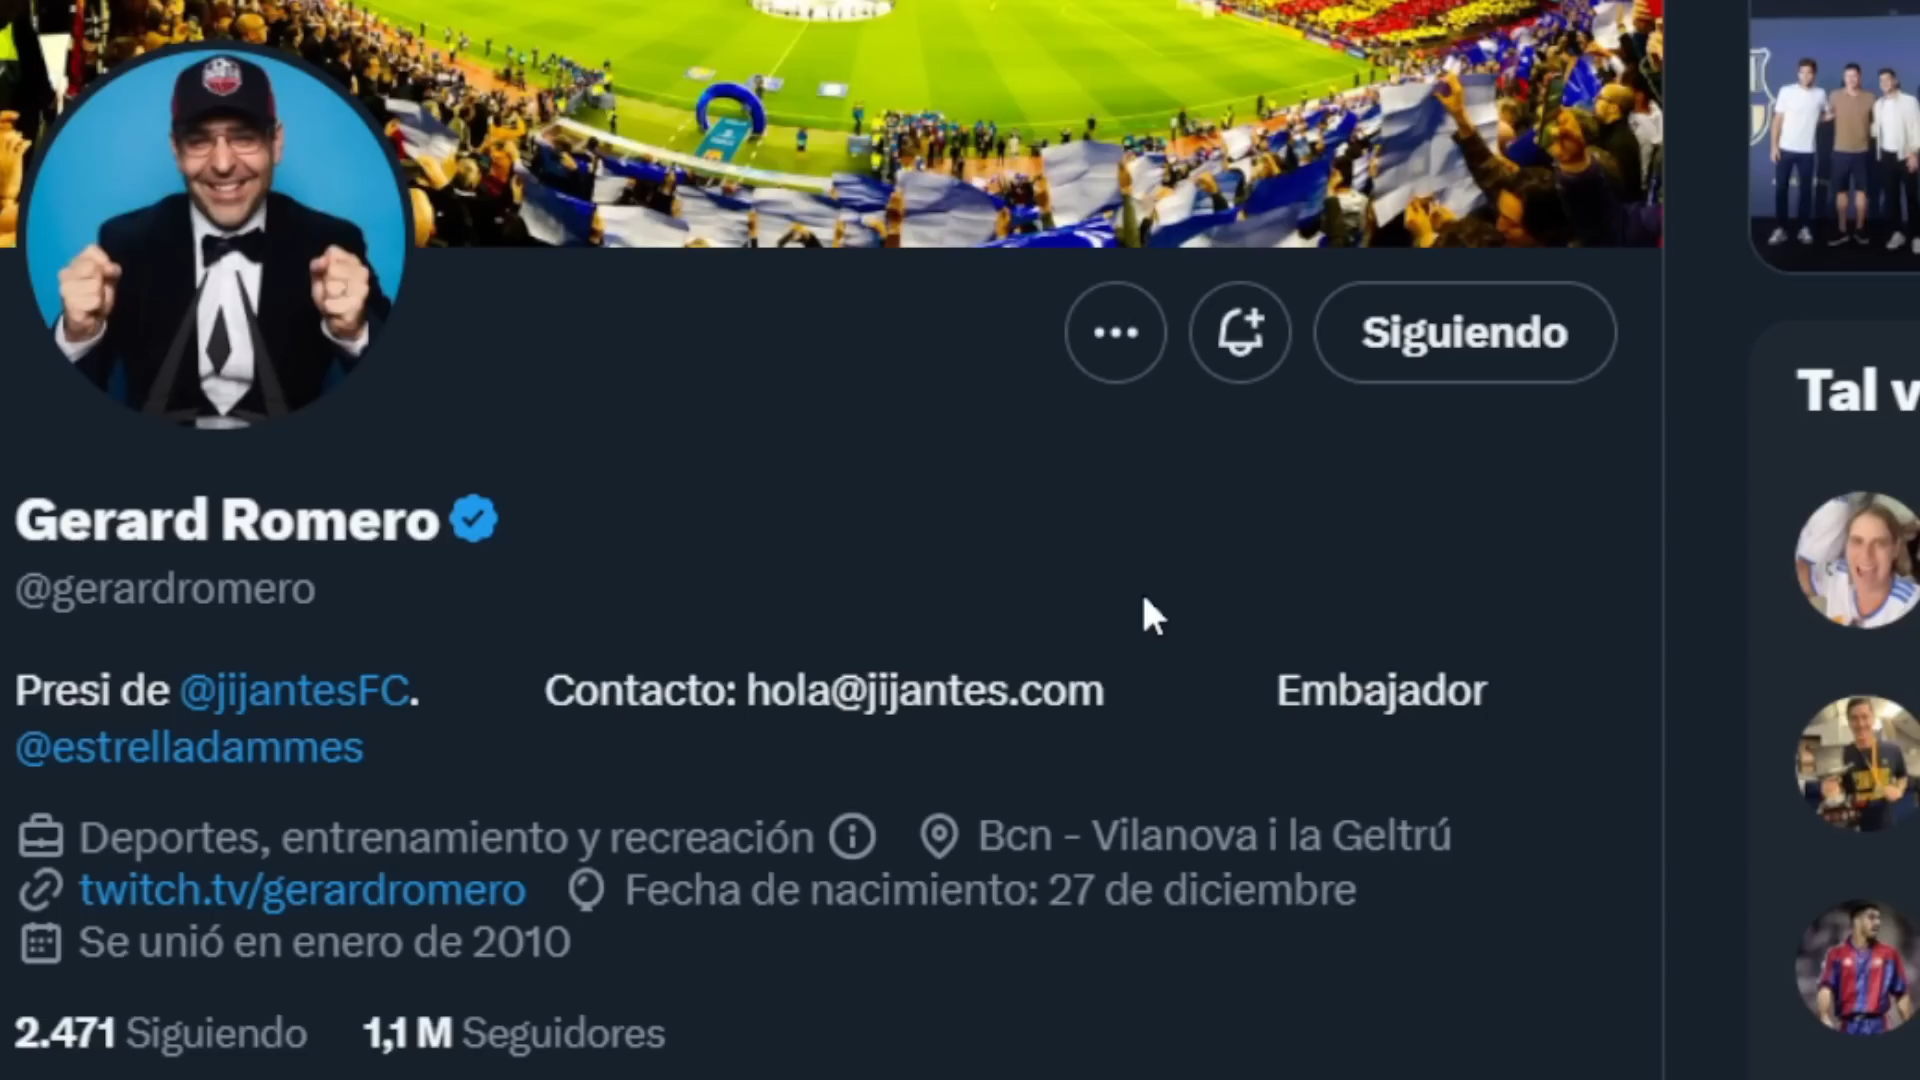 Siguiendo
Tal v
Gerard Romero
@gerardromero
Presi de @jijantesFC. Contacto: hola@jijantes.com Embajador
@estrelladammes
Deportes, entrenamiento y recreación Bcn - Vilanova i la Geltrú
twitch.tv/gerardromero Fecha de nacimiento: 27 de diciembre
Se unió en enero de 2010
2.471 Siguiendo 1,1 M Seguidores